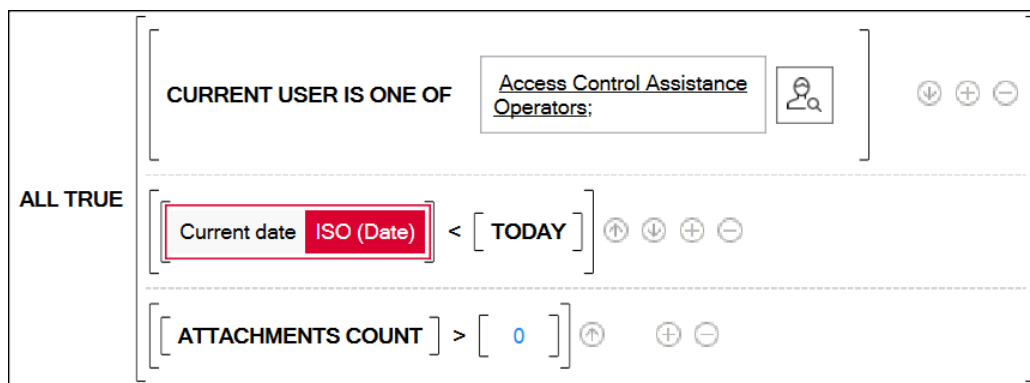 CURRENT USER IS ONE OF
Access Control Assistance
Operators;
ALL TRUE
Current date ISO (Date) < TODAY
ATTACHMENTS COUNT > 0